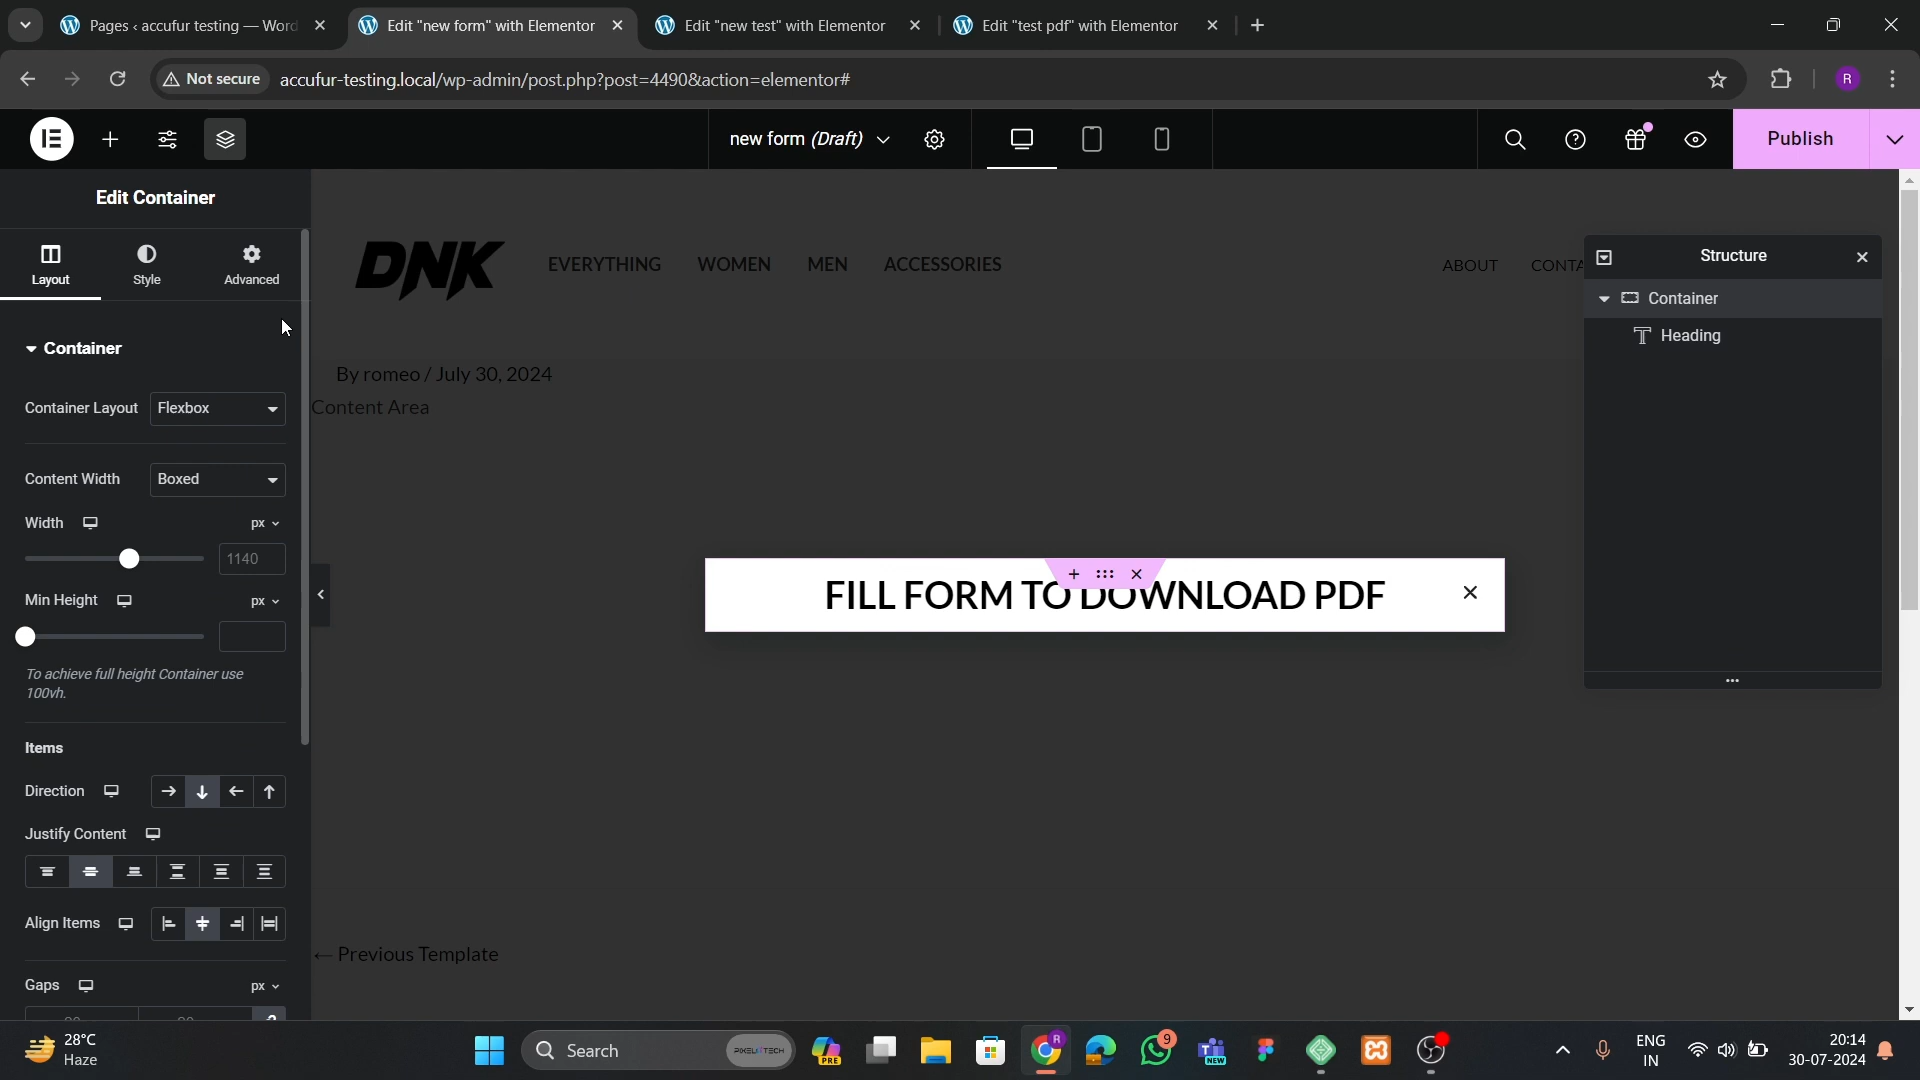 Pages ‹ accufur testing — Word
Edit "new form" with Elementor
Edit "new test" with Elementor
Edit "test pdf" with Elementor
Not secure
accufur-testing.local/wp-admin/post.php?post=4490&action=elementor#
R
new form (Draft)
Publish
Edit Container
Layout
Style
Advanced
Container
Container Layout
Flexbox
Content Width
Boxed
Width
px
1140
Min Height
px
To achieve full height Container use
100vh.
Items
Direction
Justify Content
Align Items
Gaps
px
DNK
EVERYTHING
WOMEN
MEN
ACCESSORIES
ABOUT
CONTA
By romeo / July 30, 2024
Content Area
FILL FORM TO DOWNLOAD PDF
← Previous Template
Structure
Container
Heading
28°C
Haze
Search
PIXELIITECH
PRE
R
9
NEW
ENG
IN
20:14
30-07-2024